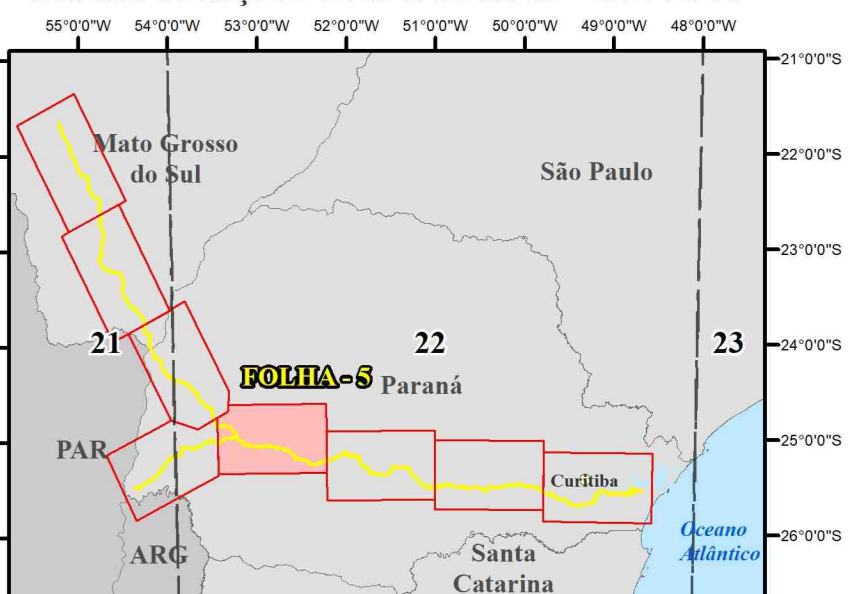 55°0'0"W 54°0'0"W 53°0'0"W 52°0'0"W 51°0'0"W 50°0'0"W 49°0'0"W 48°0'0"W
21°0'0"S
Mato Grosso
do Sul
22°0'0"S
São Paulo
23°0'0"S
21
22
23
24°0'0"S
FOLHA - 5
Paraná
PAR
25°0'0"S
Curitiba
Oceano
Atlântico
26°0'0"S
ARG
Santa
Catarina